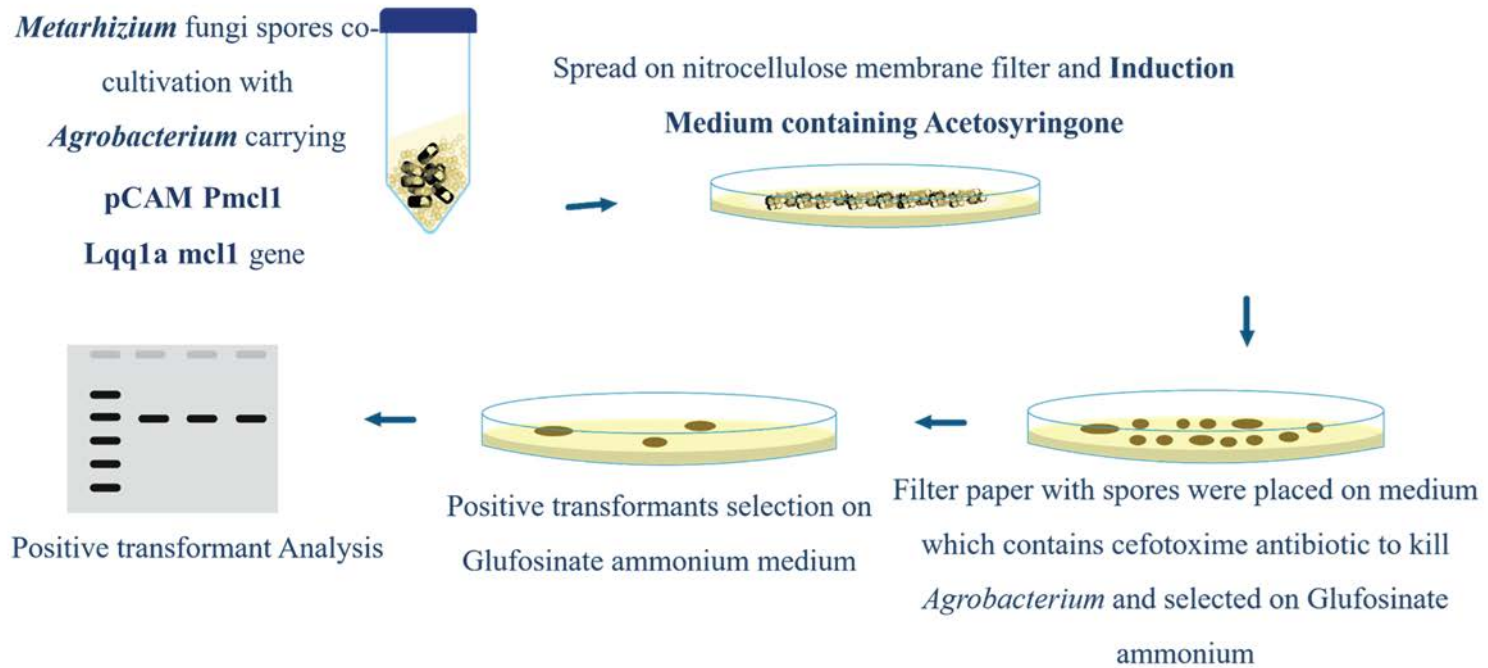 Metarhizium fungi spores co-
cultivation with
Agrobacterium carrying
pCAM Pmcl1
Lqq1a mcl1 gene
Spread on nitrocellulose membrane filter and Induction
Medium containing Acetosyringone
Filter paper with spores were placed on medium
which contains cefotoxime antibiotic to kill
Agrobacterium and selected on Glufosinate
ammonium
Positive transformants selection on
Glufosinate ammonium medium
Positive transformant Analysis